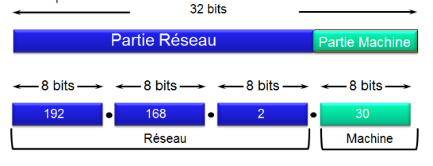 32 bits
Partie Réseau Partie Machine
8 bits 8 bits 8 bits 8 bits
192 . 168 . 2 . 30
Réseau Machine